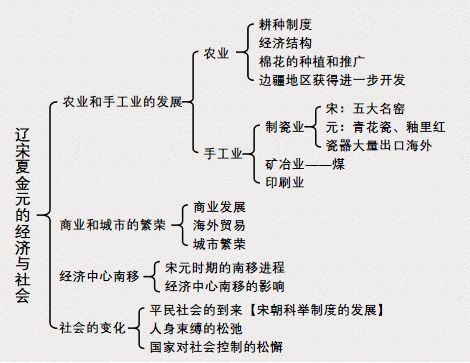 辽宋夏金元的经济与社会
农业和手工业的发展
农业
耕种制度
经济结构
棉花的种植和推广
边疆地区获得进一步开发
手工业
制瓷业
宋：五大名窑
元：青花瓷、釉里红
瓷器大量出口海外
矿冶业——煤
印刷业
商业和城市的繁荣
商业发展
海外贸易
城市繁荣
经济中心南移
宋元时期的南移进程
经济中心南移的影响
社会的变化
平民社会的到来【宋朝科举制度的发展】
人身束缚的松弛
国家对社会控制的松懈